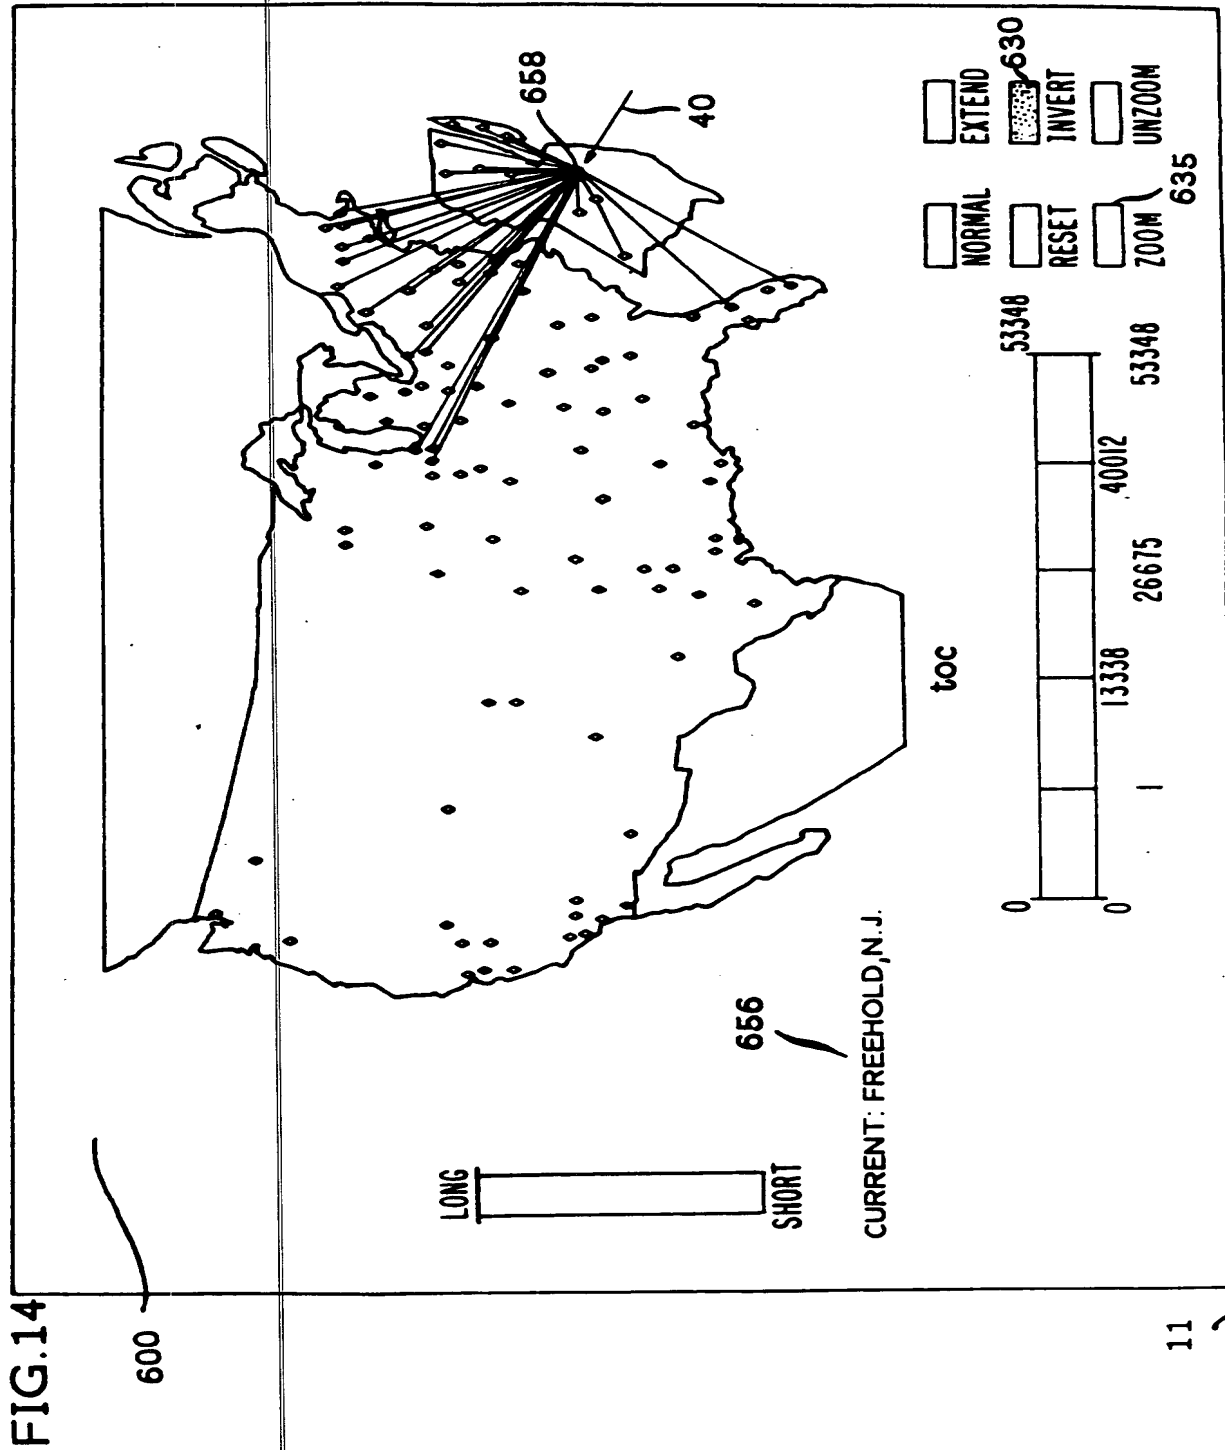 FIG.14
600
658
40
LONG
SHORT
656
CURRENT: FREEHOLD, N.J.
toc
0
53348
0
1
13338
26675
40012
53348
NORMAL
EXTEND
RESET
INVERT
630
ZOOM
UNZOOM
635
11